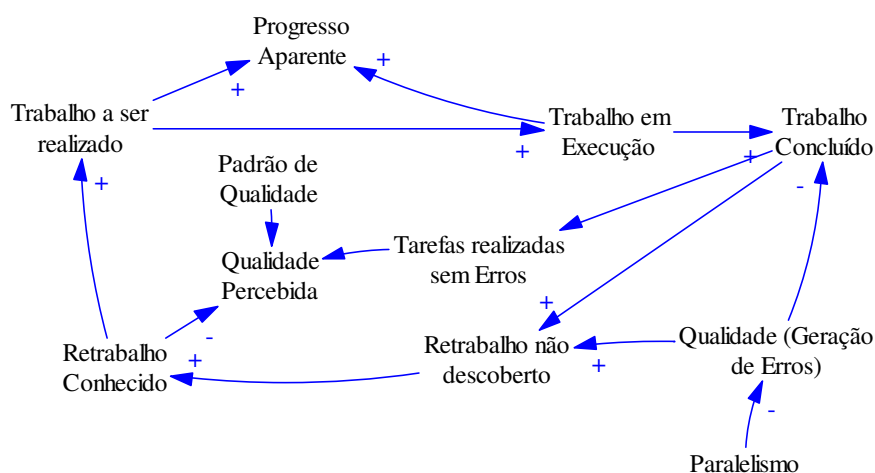 Progresso
Aparente
+
+
Trabalho a ser
realizado
Trabalho em
Execução
+
Trabalho
Concluído
+
-
Padrão de
Qualidade
+
Tarefas realizadas
sem Erros
Qualidade
Percebida
+
-
Retrabalho
Conhecido
+
Retrabalho não
descoberto
+
Qualidade (Geração
de Erros)
-
Paralelismo